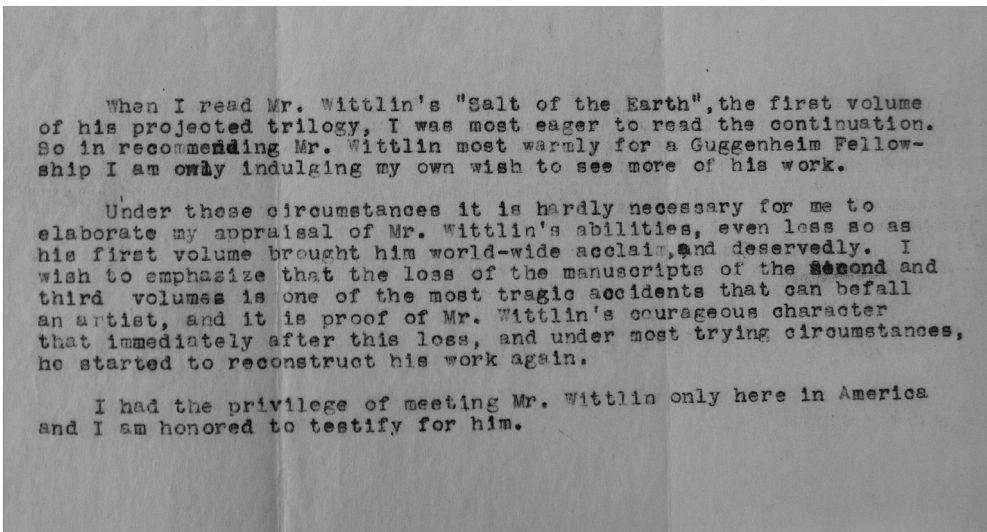 When I read Mr. Wittlin's "Salt of the Earth",the first volume
of his projected trilogy, I was most eager to read the continuation.
So in recommending Mr. Wittlin most warmly for a Guggenheim Fellow-
ship I am only indulging my own wish to see more of his work.
Under these circumstances it is hardly necessary for me to
elaborate my appraisal of Mr. Wittlin's abilities, even less so as
his first volume brought him world-wide acclaim,and deservedly. I
wish to emphasize that the loss of the manuscripts of the second and
third volumes is one of the most tragic accidents that can befall
an artist, and it is proof of Mr. Wittlin's courageous character
that immediately after this loss, and under most trying circumstances,
he started to reconstruct his work again.
I had the privilege of meeting Mr. Wittlin only here in America
and I am honored to testify for him.